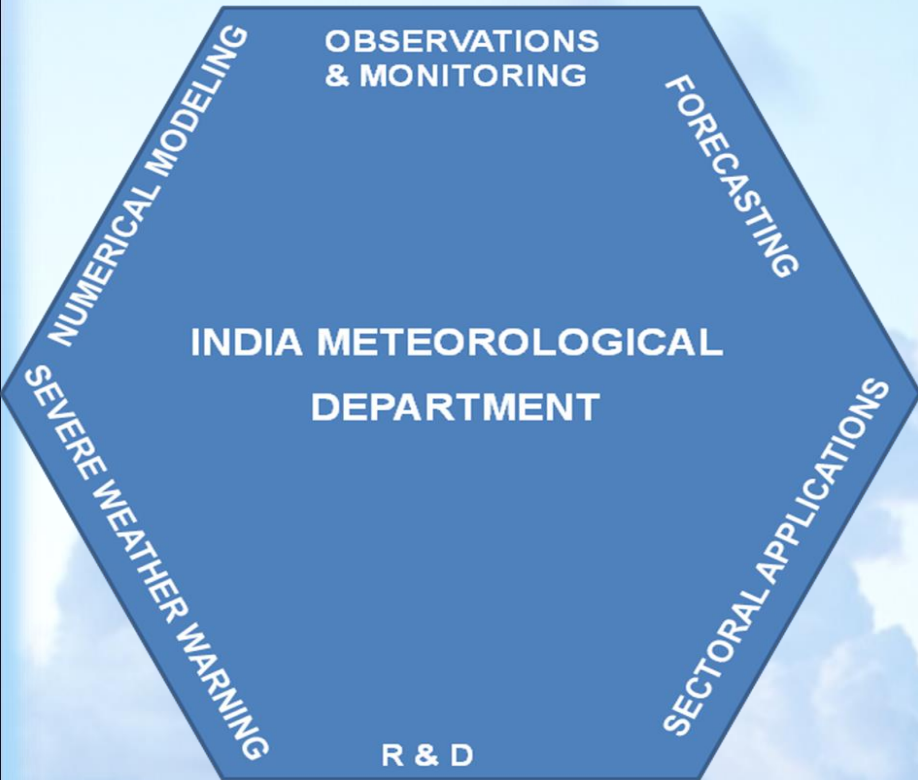 OBSERVATIONS
& MONITORING
NUMERICAL MODELING
FORECASTING
INDIA METEOROLOGICAL
DEPARTMENT
SEVERE WEATHER WARNING
SECTORAL APPLICATIONS
R & D